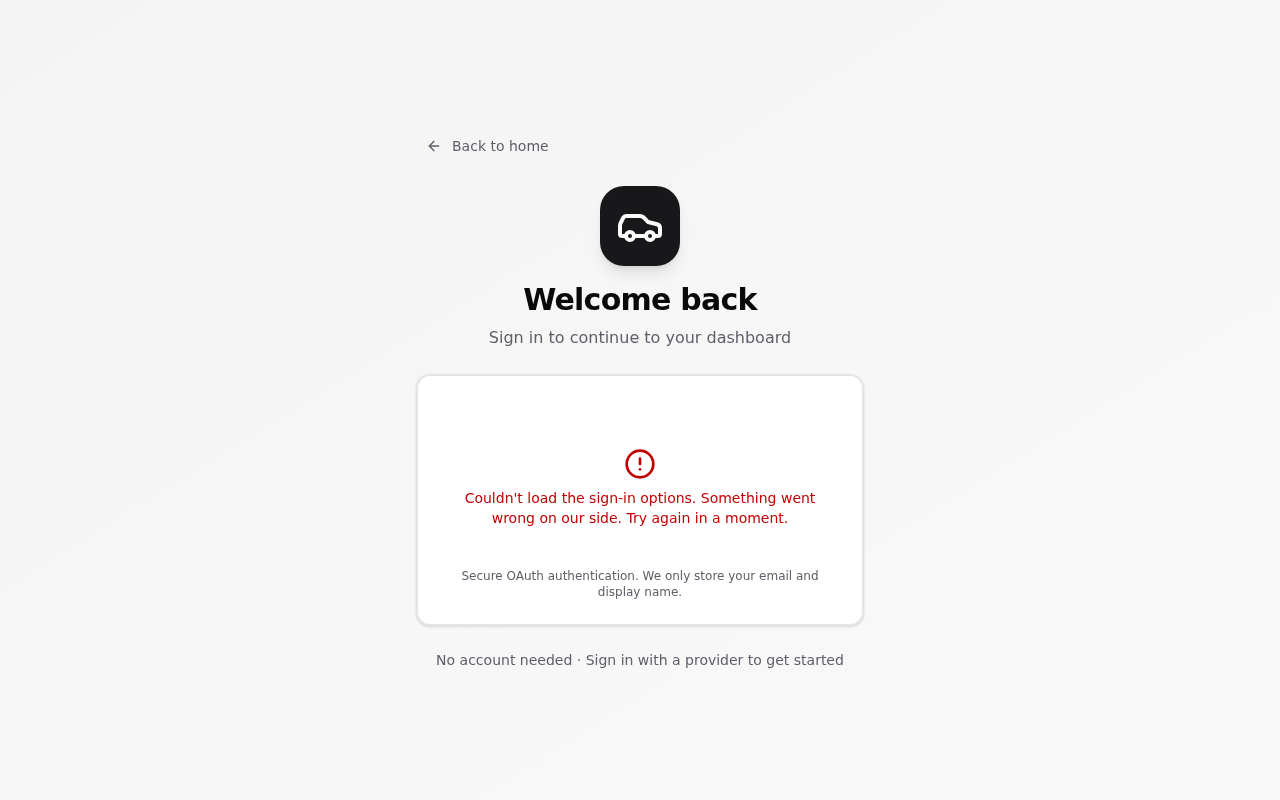 Back to home
Welcome back
Sign in to continue to your dashboard
Couldn't load the sign-in options. Something went
wrong on our side. Try again in a moment.
Secure OAuth authentication. We only store your email and
display name.
No account needed · Sign in with a provider to get started